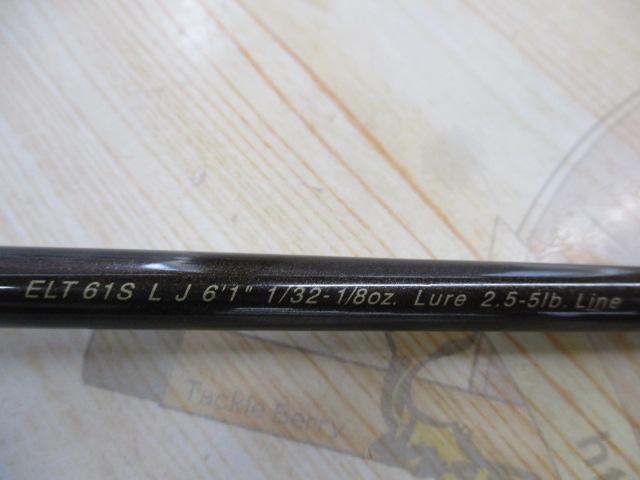 ELT 61S L J 6'1" 1/32-1/8oz. Lure 2.5-5lb. Line
Tackle Berry